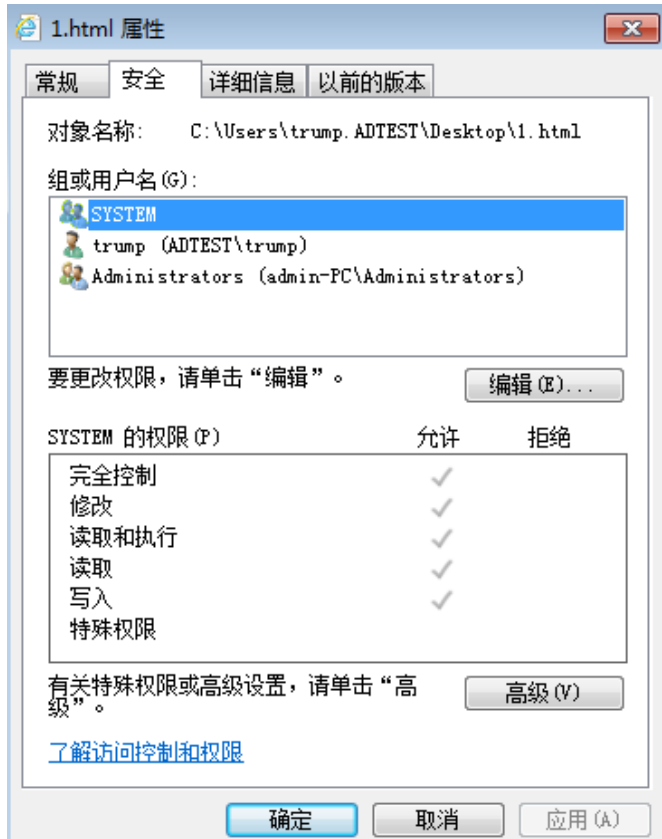 1.html 属性
常规 安全 详细信息 以前的版本
对象名称: C:\Users\trump.ADTEST\Desktop\1.html
组或用户名(G):
SYSTEM
trump (ADTEST\trump)
Administrators (admin-PC\Administrators)
要更改权限，请单击“编辑”。 编辑(E)...
SYSTEM 的权限(P) 允许 拒绝
完全控制
修改
读取和执行
读取
写入
特殊权限
有关特殊权限或高级设置，请单击“高
级”。 高级(V)
了解访问控制和权限
确定 取消 应用(A)